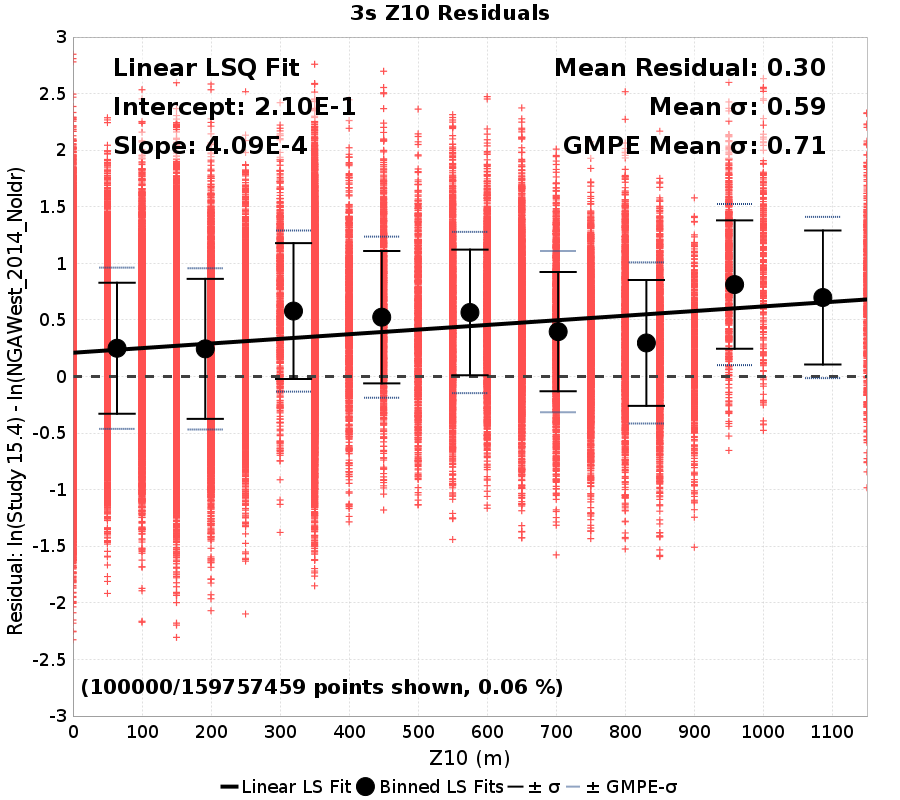 3s Z10 Residuals
Linear LSQ Fit
Intercept: 2.10E-1
Slope: 4.09E-4
Mean Residual: 0.30
Mean σ: 0.59
GMPE Mean σ: 0.71
Residual: ln(Study 15.4) - ln(NGAWest_2014_NoIdr)
3
2.5
2
1.5
1
0.5
0
-0.5
-1
-1.5
-2
-2.5
-3
(100000/159757459 points shown, 0.06 %)
0 100 200 300 400 500 600 700 800 900 1000 1100
Z10 (m)
Linear LS Fit Binned LS Fits ± σ ± GMPE-σ